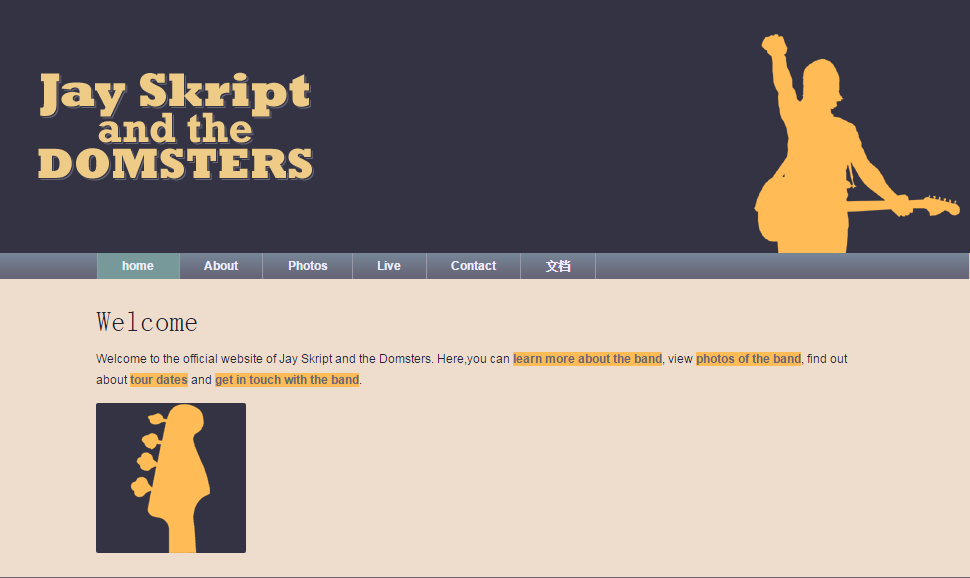 Jay Skript
and the
DOMSTERS
home About Photos Live Contact 文档
Welcome
Welcome to the official website of Jay Skript and the Domsters. Here,you can learn more about the band, view photos of the band, find out
about tour dates and get in touch with the band.